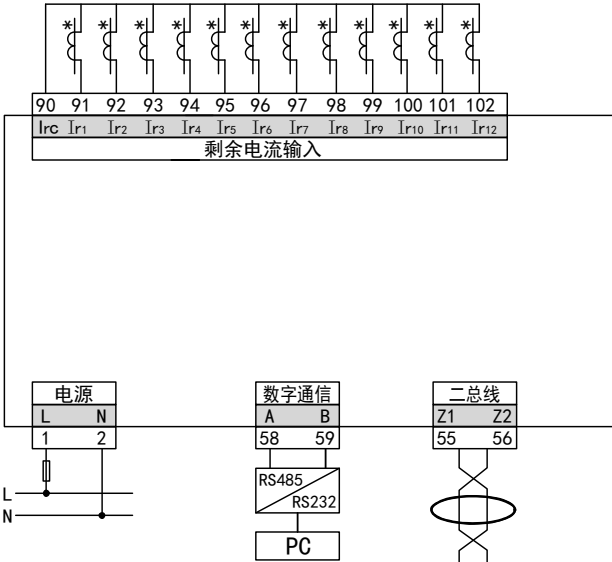 * * * * * * * * * * * *
90 91 92 93 94 95 96 97 98 99 100 101 102
Irc Ir1 Ir2 Ir3 Ir4 Ir5 Ir6 Ir7 Ir8 Ir9 Ir10 Ir11 Ir12
剩余电流输入
电源 数字通信 二总线
L N A B Z1 Z2
1 2 58 59 55 56
RS485
L RS232
N
PC